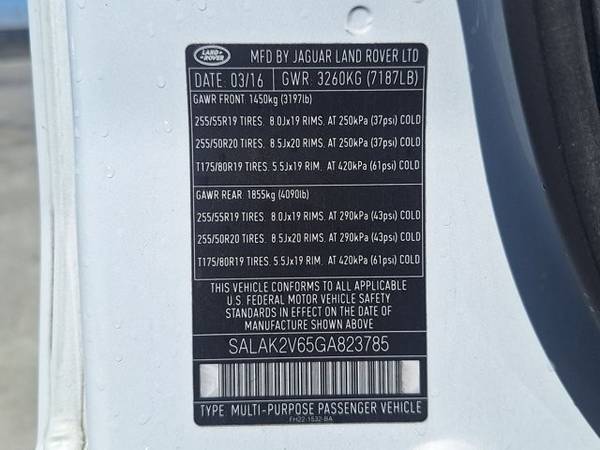 LAND ROVER
MFD BY JAGUAR LAND ROVER LTD
DATE: 03/16 GWR: 3260KG (7187LB)
GAWR FRONT: 1450kg (3197lb)
255/55R19 TIRES. 8.0Jx19 RIMS. AT 250kPa (37psi) COLD
255/50R20 TIRES. 8.5Jx20 RIMS. AT 250kPa (37psi) COLD
T175/80R19 TIRES. 5.5Jx19 RIM. AT 420kPa (61psi) COLD
GAWR REAR: 1855kg (4090lb)
255/55R19 TIRES. 8.0Jx19 RIMS. AT 290kPa (43psi) COLD
255/50R20 TIRES. 8.5Jx20 RIMS. AT 290kPa (43psi) COLD
T175/80R19 TIRES. 5.5Jx19 RIM. AT 420kPa (61psi) COLD
THIS VEHICLE CONFORMS TO ALL APPLICABLE
U.S. FEDERAL MOTOR VEHICLE SAFETY
STANDARDS IN EFFECT ON THE DATE OF
MANUFACTURE SHOWN ABOVE.
SALAK2V65GA823785
TYPE: MULTI-PURPOSE PASSENGER VEHICLE
FH22-1532-BA